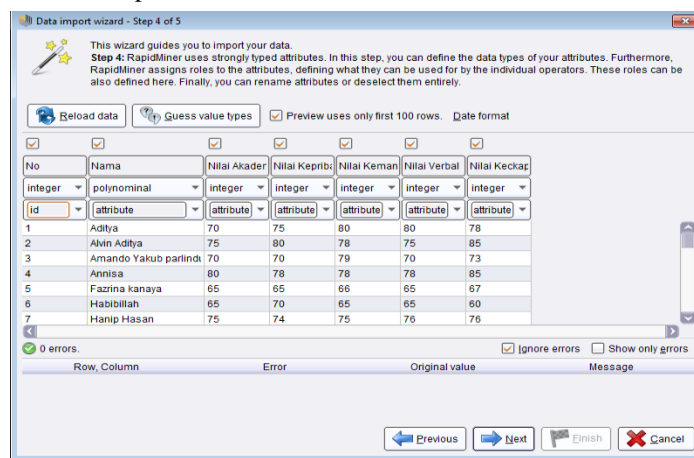 Data import wizard - Step 4 of 5
This wizard guides you to import your data.
Step 4: RapidMiner uses strongly typed attributes. In this step, you can define the data types of your attributes. Furthermore,
RapidMiner assigns roles to the attributes, defining what they can be used for by the individual operators. These roles can be
also defined here. Finally, you can rename attributes or deselect them entirely.
Reload data Guess value types Preview uses only first 100 rows. Date format
No Nama Nilai Akader Nilai Kepriba Nilai Keman Nilai Verbal Nilai Keckap
integer polynominal integer integer integer integer integer
id attribute attribute attribute attribute attribute attribute
1 Aditya 70 75 80 80 78
2 Alvin Aditya 75 80 78 75 85
3 Amando Yakub parlindu 70 70 79 70 73
4 Annisa 80 78 78 78 85
5 Fazrina kanaya 65 65 66 65 67
6 Habibillah 65 70 65 65 60
7 Hanip Hasan 75 74 75 76 76
0 errors. Ignore errors Show only errors
Row, Column Error Original value Message
Previous Next Finish Cancel